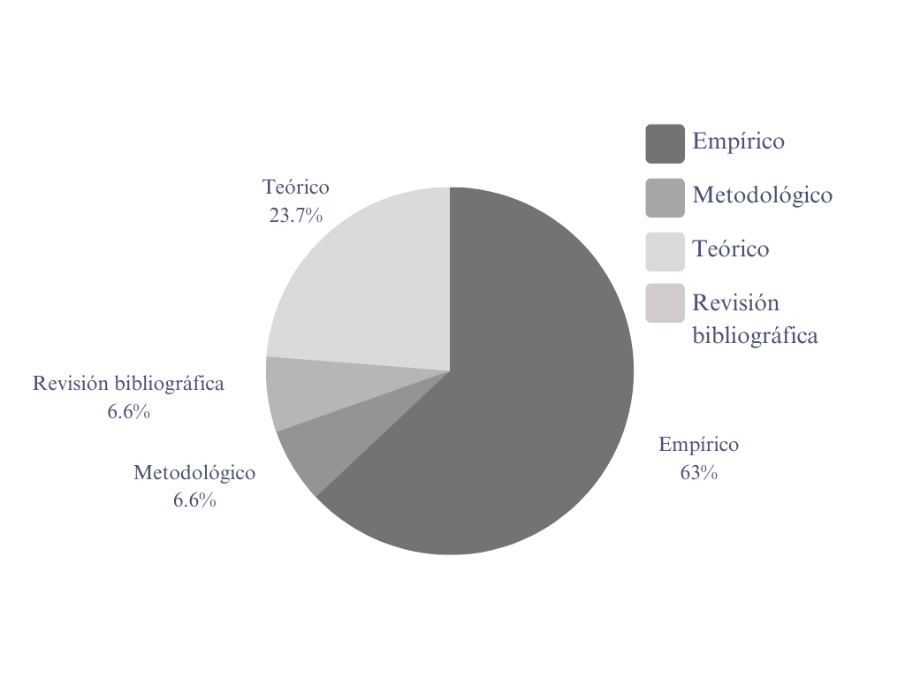 Empírico
Metodológico
Teórico
Revisión
bibliográfica
Teórico
23.7%
Revisión bibliográfica
6.6%
Metodológico
6.6%
Empírico
63%